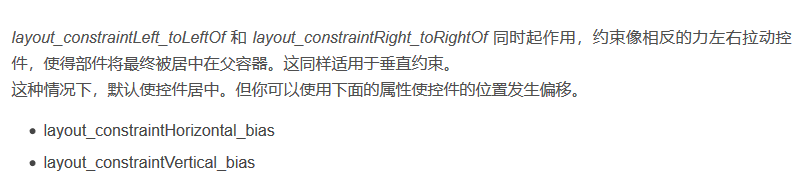 layout_constraintLeft_toLeftOf 和 layout_constraintRight_toRightOf 同时起作用，约束像相反的力左右拉动控
件，使得部件将最终被居中在父容器。这同样适用于垂直约束。
这种情况下，默认使控件居中。但你可以使用下面的属性使控件的位置发生偏移。
• layout_constraintHorizontal_bias
• layout_constraintVertical_bias